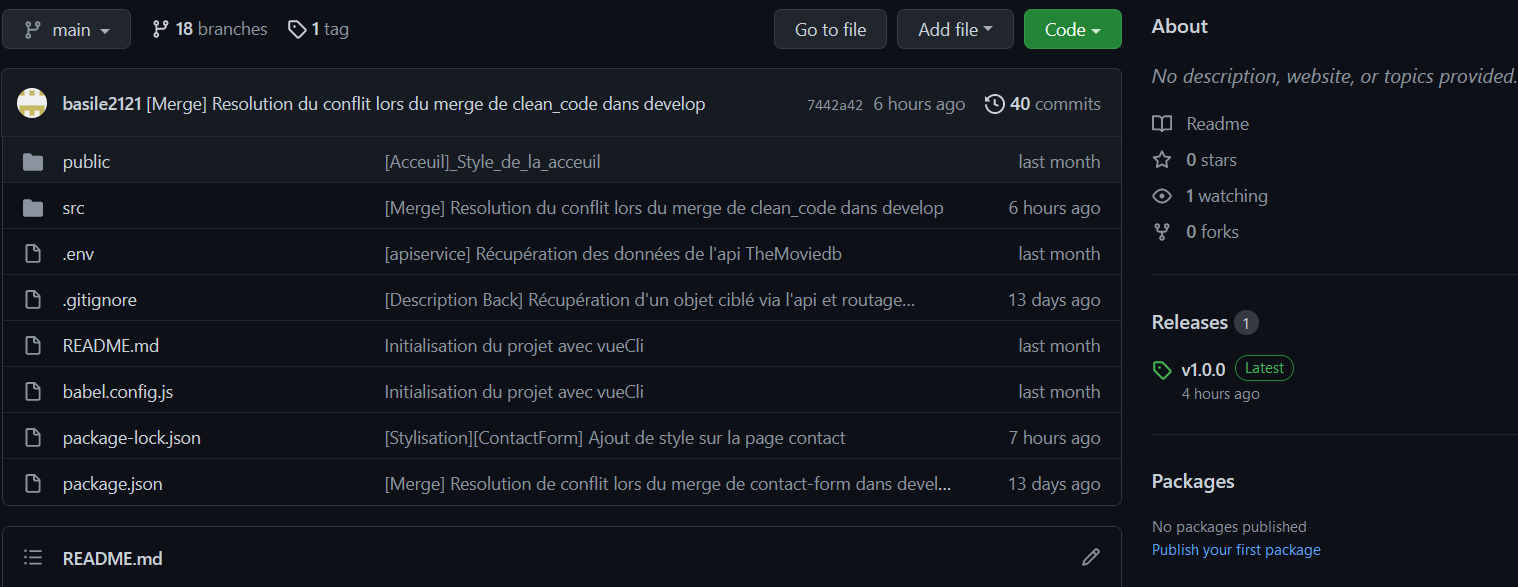 main 18 branches 1 tag Go to file Add file Code
basile2121 [Merge] Resolution du conflit lors du merge de clean_code dans develop 7442a42 6 hours ago 40 commits
public [Acceuil]_Style_de_la_acceuil last month
src [Merge] Resolution du conflit lors du merge de clean_code dans develop 6 hours ago
.env [apiservice] Récupération des données de l'api TheMoviedb last month
.gitignore [Description Back] Récupération d'un objet ciblé via l'api et routage... 13 days ago
README.md Initialisation du projet avec vueCli last month
babel.config.js Initialisation du projet avec vueCli last month
package-lock.json [Stylisation][ContactForm] Ajout de style sur la page contact 7 hours ago
package.json [Merge] Resolution de conflit lors du merge de contact-form dans devel... 13 days ago
README.md
About
No description, website, or topics provided.
Readme
0 stars
1 watching
0 forks
Releases 1
v1.0.0 Latest
4 hours ago
Packages
No packages published
Publish your first package